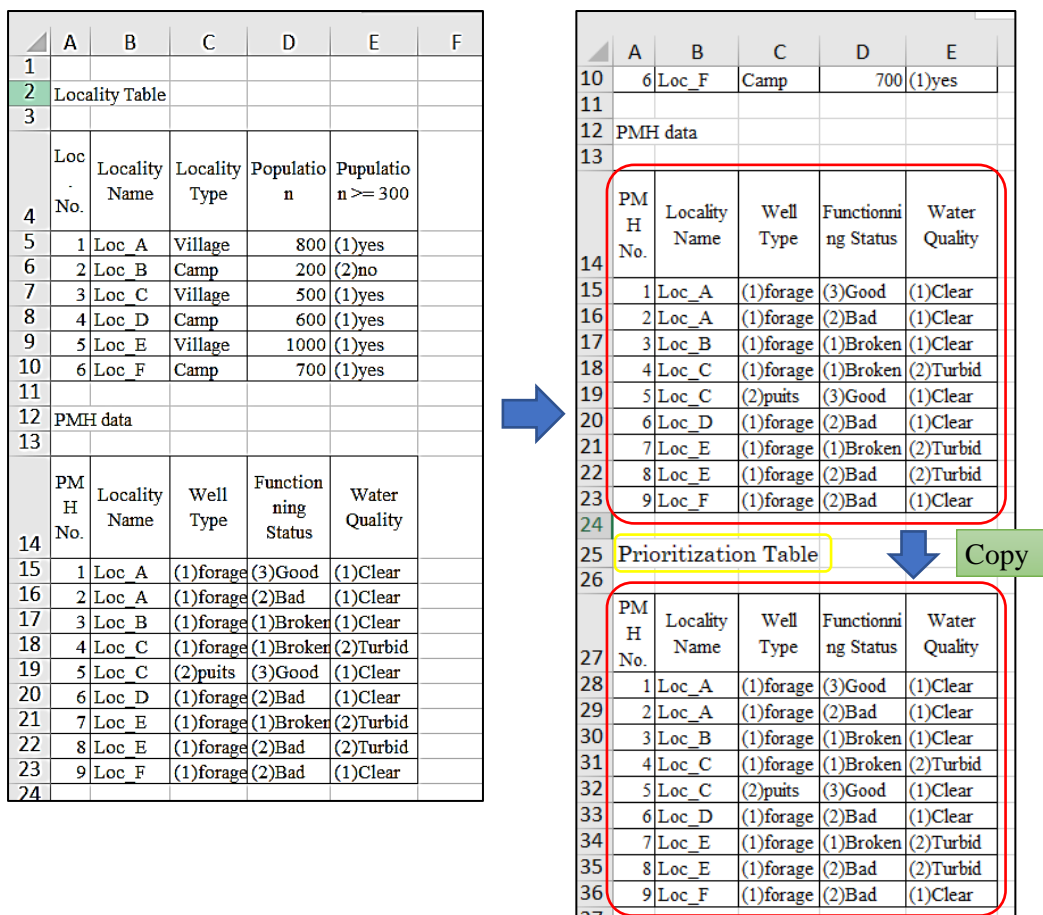 A B C D E F
1
2 Locality Table
3
4 Loc . No. Locality Name Locality Type Populatio n Pupulatio n >= 300
5 1 Loc_A Village 800 (1)yes
6 2 Loc_B Camp 200 (2)no
7 3 Loc_C Village 500 (1)yes
8 4 Loc_D Camp 600 (1)yes
9 5 Loc_E Village 1000 (1)yes
10 6 Loc_F Camp 700 (1)yes
11
12 PMH data
13
14 PM H No. Locality Name Well Type Function ning Status Water Quality
15 1 Loc_A (1)forage (3)Good (1)Clear
16 2 Loc_A (1)forage (2)Bad (1)Clear
17 3 Loc_B (1)forage (1)Broken (1)Clear
18 4 Loc_C (1)forage (1)Broken (2)Turbid
19 5 Loc_C (2)puits (3)Good (1)Clear
20 6 Loc_D (1)forage (2)Bad (1)Clear
21 7 Loc_E (1)forage (1)Broken (2)Turbid
22 8 Loc_E (1)forage (2)Bad (2)Turbid
23 9 Loc_F (1)forage (2)Bad (1)Clear
24
A B C D E
10 6 Loc_F Camp 700 (1)yes
11
12 PMH data
13
14 PM H No. Locality Name Well Type Functionni ng Status Water Quality
15 1 Loc_A (1)forage (3)Good (1)Clear
16 2 Loc_A (1)forage (2)Bad (1)Clear
17 3 Loc_B (1)forage (1)Broken (1)Clear
18 4 Loc_C (1)forage (1)Broken (2)Turbid
19 5 Loc_C (2)puits (3)Good (1)Clear
20 6 Loc_D (1)forage (2)Bad (1)Clear
21 7 Loc_E (1)forage (1)Broken (2)Turbid
22 8 Loc_E (1)forage (2)Bad (2)Turbid
23 9 Loc_F (1)forage (2)Bad (1)Clear
24
25 Prioritization Table
Copy
26
27 PM H No. Locality Name Well Type Functionni ng Status Water Quality
28 1 Loc_A (1)forage (3)Good (1)Clear
29 2 Loc_A (1)forage (2)Bad (1)Clear
30 3 Loc_B (1)forage (1)Broken (1)Clear
31 4 Loc_C (1)forage (1)Broken (2)Turbid
32 5 Loc_C (2)puits (3)Good (1)Clear
33 6 Loc_D (1)forage (2)Bad (1)Clear
34 7 Loc_E (1)forage (1)Broken (2)Turbid
35 8 Loc_E (1)forage (2)Bad (2)Turbid
36 9 Loc_F (1)forage (2)Bad (1)Clear